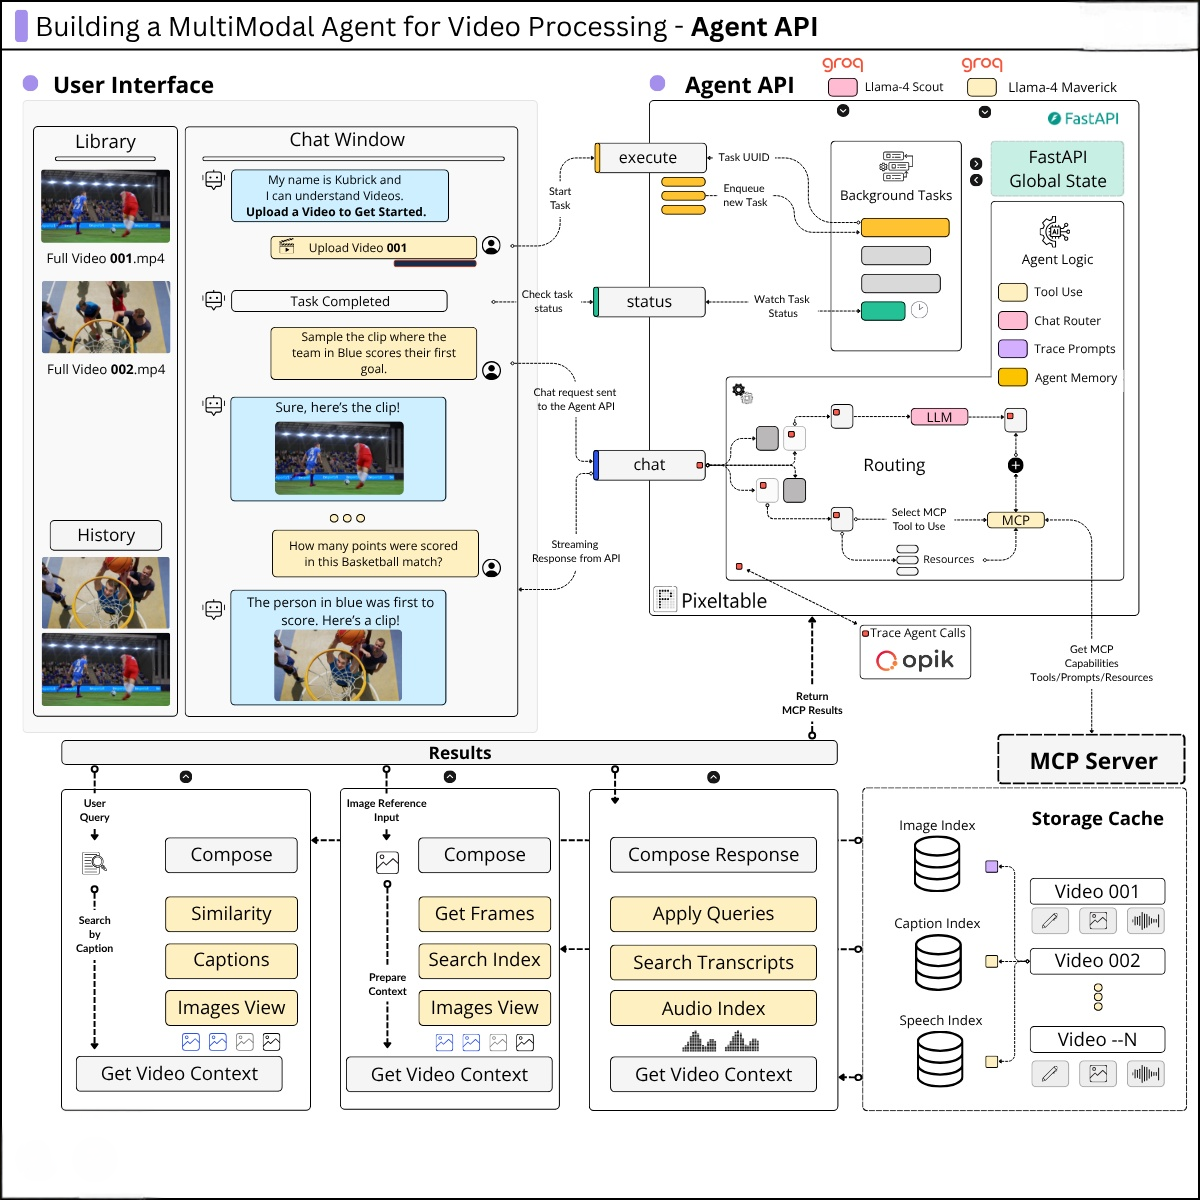 Building a MultiModal Agent for Video Processing - Agent API
User Interface
Library
Full Video 001.mp4
Full Video 002.mp4
History
Chat Window
My name is Kubrick and
I can understand Videos.
Upload a Video to Get Started.
Upload Video 001
Task Completed
Sample the clip where the
team in Blue scores their first
goal.
Sure, here's the clip!
How many points were scored
in this Basketball match?
The person in blue was first to
score. Here's a clip!
Start
Task
Check task
status
Chat request sent
to the Agent API
Streaming
Response from API
Agent API
groq
Llama-4 Scout
groq
Llama-4 Maverick
FastAPI
execute
Task UUID
Enqueue
new Task
status
Watch Task
Status
chat
Background Tasks
FastAPI
Global State
Agent Logic
Tool Use
Chat Router
Trace Prompts
Agent Memory
LLM
Routing
Select MCP
Tool to Use
MCP
Resources
Pixeltable
Trace Agent Calls
opik
Return
MCP Results
Get MCP
Capabilities
Tools/Prompts/Resources
MCP Server
Results
User
Query
Search
by
Caption
Compose
Similarity
Captions
Images View
Get Video Context
Image Reference
Input
Prepare
Context
Compose
Get Frames
Search Index
Images View
Get Video Context
Compose Response
Apply Queries
Search Transcripts
Audio Index
Get Video Context
Storage Cache
Image Index
Caption Index
Speech Index
Video 001
Video 002
Video --N